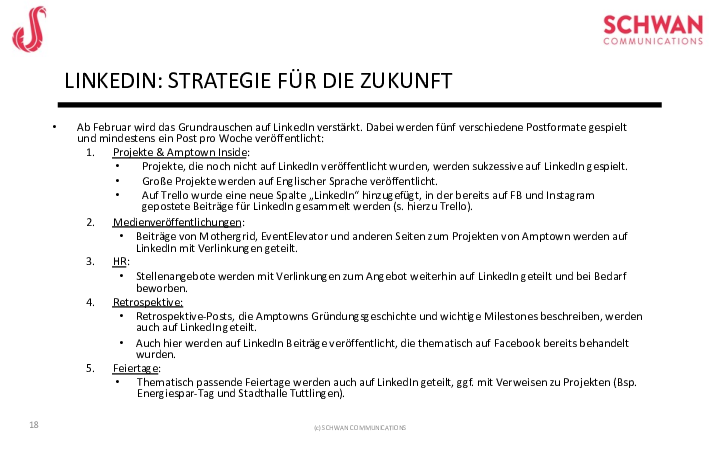 SCHWAN
COMMUNICATIONS
LINKEDIN: STRATEGIE FÜR DIE ZUKUNFT
• Ab Februar wird das Grundrauschen auf LinkedIn verstärkt. Dabei werden fünf verschiedene Postformate gespielt
und mindestens ein Post pro Woche veröffentlicht:
1. Projekte & Amptown Inside:
• Projekte, die noch nicht auf LinkedIn veröffentlicht wurden, werden sukzessive auf LinkedIn gespielt.
• Große Projekte werden auf Englischer Sprache veröffentlicht.
• Auf Trello wurde eine neue Spalte „LinkedIn“ hinzugefügt, in der bereits auf FB und Instagram
gepostete Beiträge für LinkedIn gesammelt werden (s. hierzu Trello).
2. Medienveröffentlichungen:
• Beiträge von Mothergrid, EventElevator und anderen Seiten zum Projekten von Amptown werden auf
LinkedIn mit Verlinkungen geteilt.
3. HR:
• Stellenangebote werden mit Verlinkungen zum Angebot weiterhin auf LinkedIn geteilt und bei Bedarf
beworben.
4. Retrospektive:
• Retrospektive-Posts, die Amptowns Gründungsgeschichte und wichtige Milestones beschreiben, werden
auch auf LinkedIn geteilt.
• Auch hier werden auf LinkedIn Beiträge veröffentlicht, die thematisch auf Facebook bereits behandelt
wurden.
5. Feiertage:
• Thematisch passende Feiertage werden auch auf LinkedIn geteilt, ggf. mit Verweisen zu Projekten (Bsp.
Energiespar-Tag und Stadthalle Tuttlingen).
18
(c) SCHWAN COMMUNICATIONS